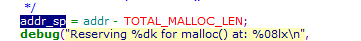 */
addr_sp = addr - TOTAL_MALLOC_LEN;
debug("Reserving %dk for malloc() at: %08lx\n",